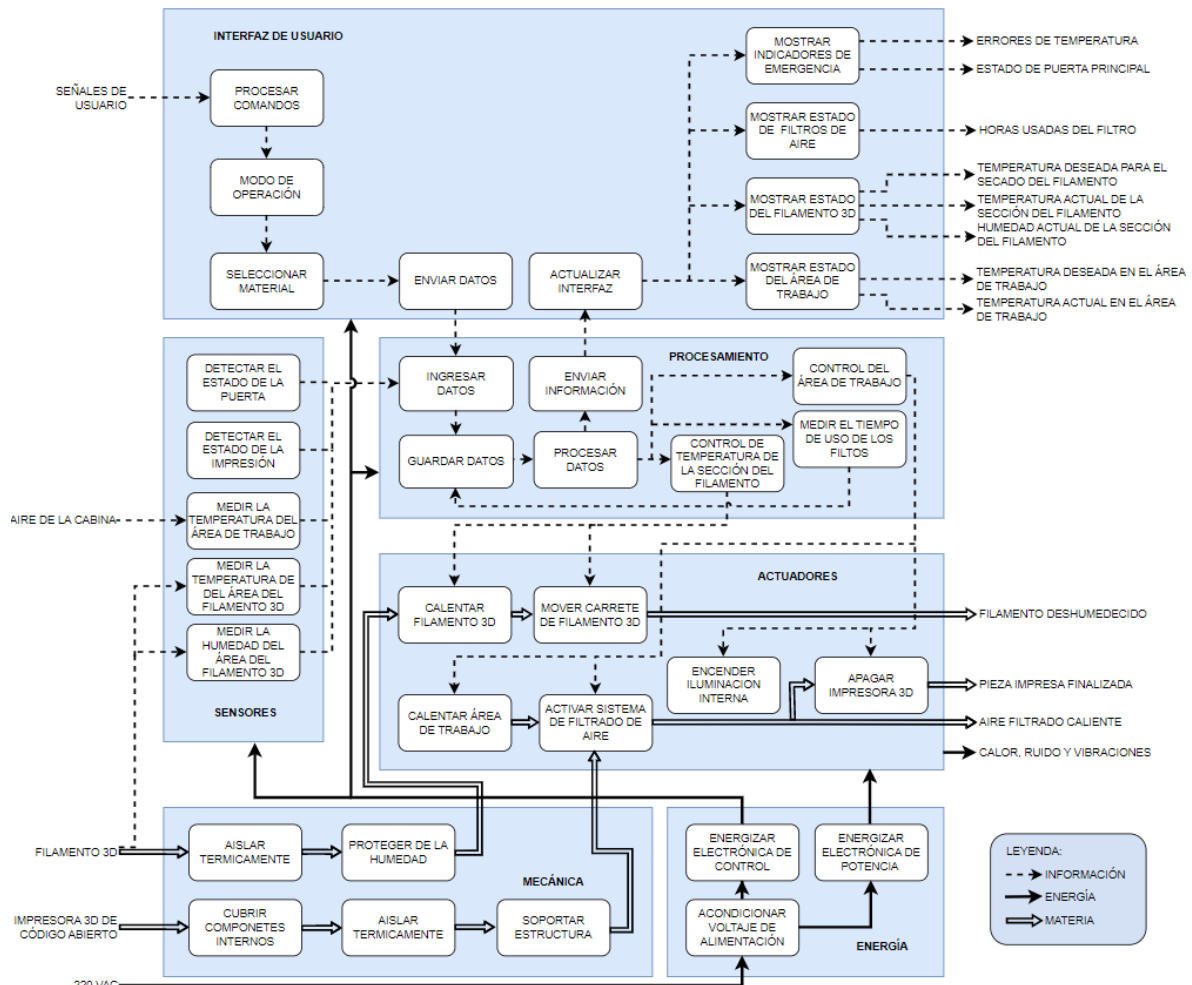 INTERFAZ DE USUARIO
SEÑALES DE
USUARIO
PROCESAR
COMANDOS
MODO DE
OPERACIÓN
SELECCIONAR
MATERIAL
ENVIAR DATOS
ACTUALIZAR
INTERFAZ
MOSTRAR
INDICADORES DE
EMERGENCIA
MOSTRAR ESTADO
DE FILTROS DE
AIRE
MOSTRAR ESTADO
DEL FILAMENTO 3D
MOSTRAR ESTADO
DEL ÁREA DE
TRABAJO
ERRORES DE TEMPERATURA
ESTADO DE PUERTA PRINCIPAL
HORAS USADAS DEL FILTRO
TEMPERATURA DESEADA PARA EL
SECADO DEL FILAMENTO
TEMPERATURA ACTUAL DE LA
SECCIÓN DEL FILAMENTO
HUMEDAD ACTUAL DE LA SECCIÓN
DEL FILAMENTO
TEMPERATURA DESEADA EN EL ÁREA
DE TRABAJO
TEMPERATURA ACTUAL EN EL ÁREA
DE TRABAJO
DETECTAR EL
ESTADO DE LA
PUERTA
DETECTAR EL
ESTADO DE LA
IMPRESIÓN
AIRE DE LA CABINA
MEDIR LA
TEMPERATURA DEL
ÁREA DE TRABAJO
MEDIR LA
TEMPERATURA DE
DEL ÁREA DEL
FILAMENTO 3D
MEDIR LA
HUMEDAD DEL
ÁREA DEL
FILAMENTO 3D
SENSORES
PROCESAMIENTO
INGRESAR
DATOS
ENVIAR
INFORMACIÓN
CONTROL DEL
ÁREA DE TRABAJO
GUARDAR DATOS
PROCESAR
DATOS
CONTROL DE
TEMPERATURA DE
LA SECCIÓN DEL
FILAMENTO
MEDIR EL TIEMPO
DE USO DE LOS
FILTOS
ACTUADORES
CALENTAR
FILAMENTO 3D
MOVER CARRETE
DE FILAMENTO 3D
FILAMENTO DESHUMEDECIDO
CALENTAR ÁREA
DE TRABAJO
ACTIVAR SISTEMA
DE FILTRADO DE
AIRE
ENCENDER
ILUMINACION
INTERNA
APAGAR
IMPRESORA 3D
PIEZA IMPRESA FINALIZADA
AIRE FILTRADO CALIENTE
CALOR, RUIDO Y VIBRACIONES
FILAMENTO 3D
AISLAR
TERMICAMENTE
PROTEGER DE LA
HUMEDAD
MECÁNICA
IMPRESORA 3D DE
CÓDIGO ABIERTO
CUBRIR
COMPONETES
INTERNOS
AISLAR
TERMICAMENTE
SOPORTAR
ESTRUCTURA
ENERGIZAR
ELECTRÓNICA DE
CONTROL
ENERGIZAR
ELECTRÓNICA DE
POTENCIA
ACONDICIONAR
VOLTAJE DE
ALIMENTACIÓN
ENERGÍA
220 VAC
LEYENDA:
INFORMACIÓN
ENERGÍA
MATERIA